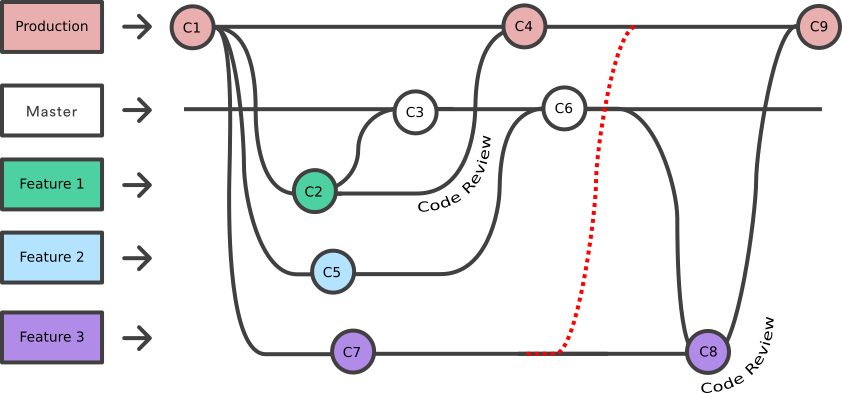 Production
C1
C4
C9
Master
C3
C6
Feature 1
C2
Code Review
Feature 2
C5
Feature 3
C7
C8
Code Review